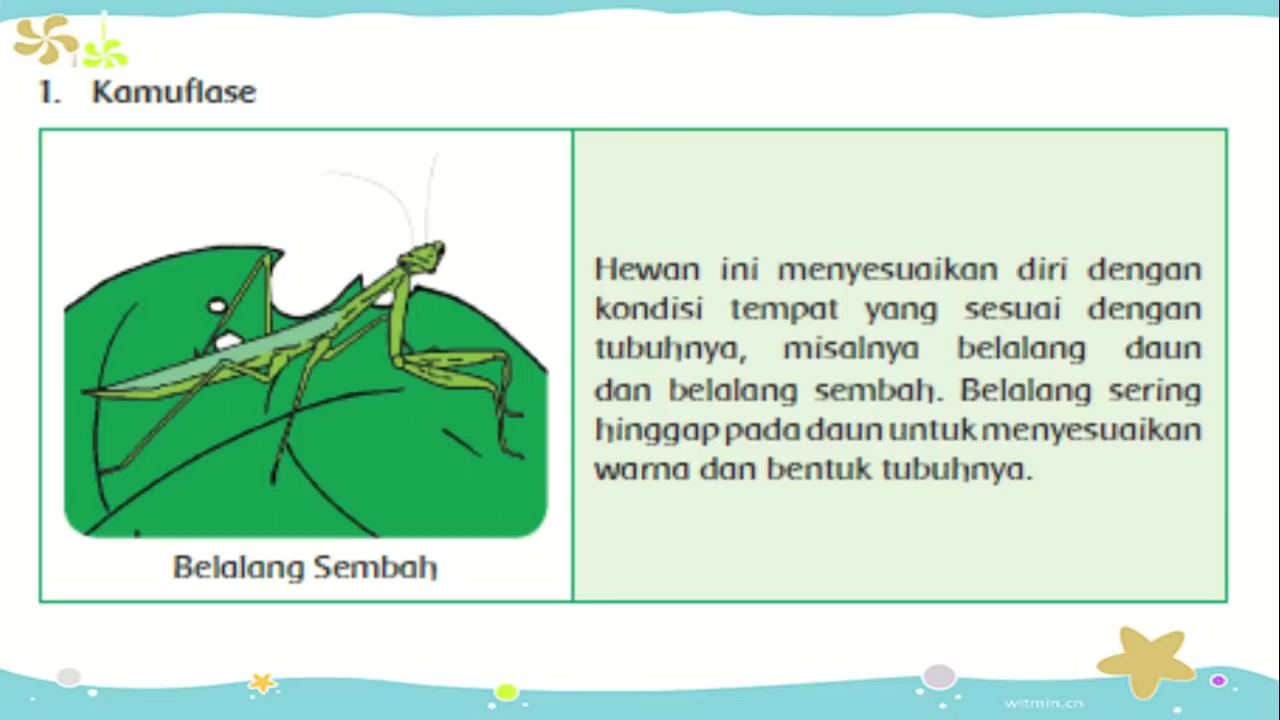 1. Kamuflase
Hewan ini menyesuaikan diri dengan
kondisi tempat yang sesuai dengan
tubuhnya, misalnya belalang daun
dan belalang sembah. Belalang sering
hinggap pada daun untuk menyesuaikan
warna dan bentuk tubuhnya.
Belalang Sembah
witmin.cn